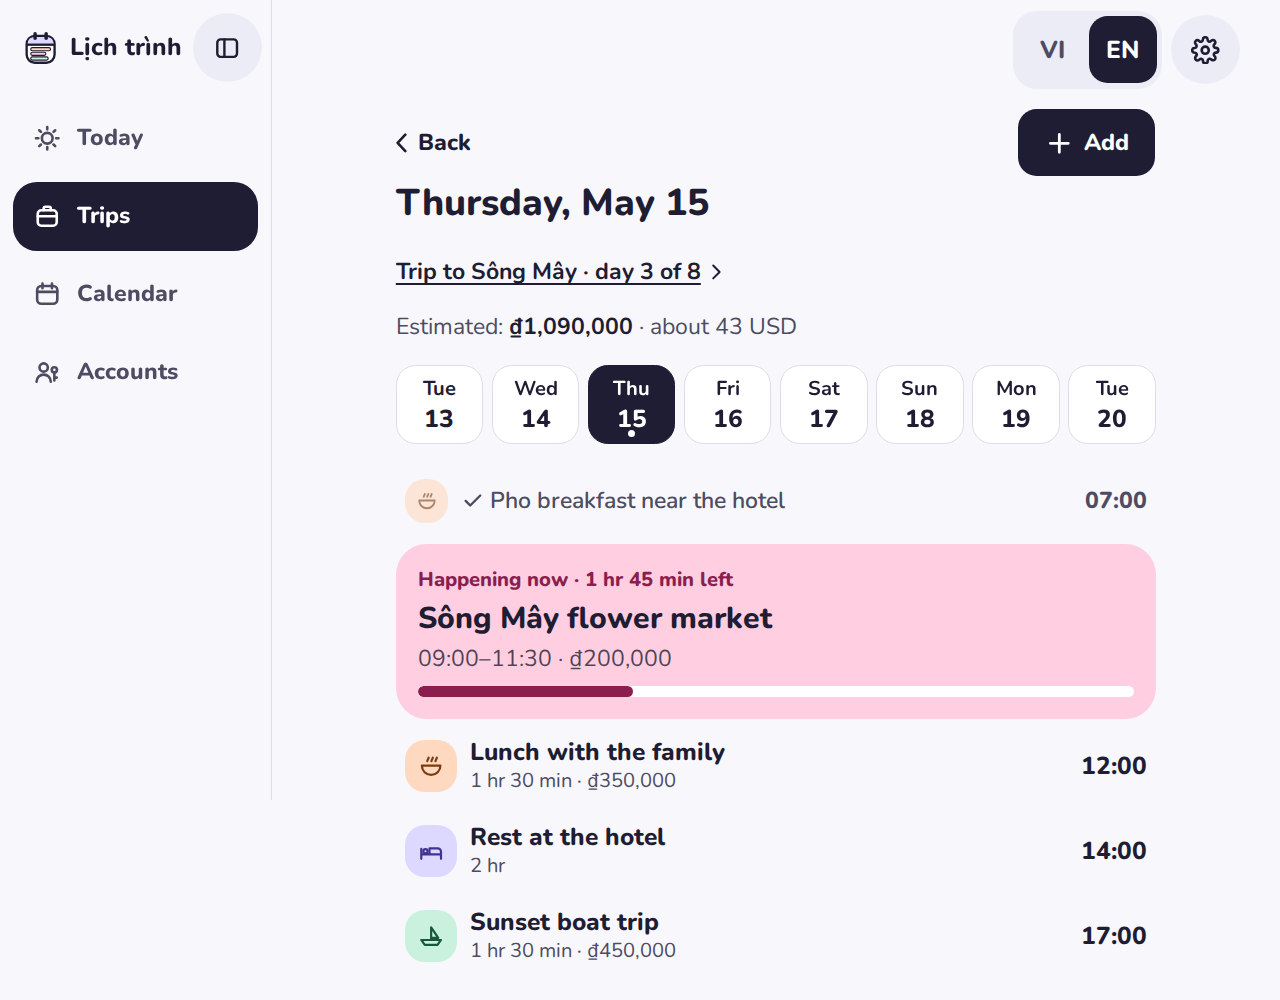 Lịch trình
VI
EN
Today
Trips
Calendar
Accounts
Back
Add
Thursday, May 15
Trip to Sông Mây · day 3 of 8
Estimated: ₫1,090,000 · about 43 USD
Tue
13
Wed
14
Thu
15
Fri
16
Sat
17
Sun
18
Mon
19
Tue
20
Pho breakfast near the hotel
07:00
Happening now · 1 hr 45 min left
Sông Mây flower market
09:00–11:30 · ₫200,000
Lunch with the family
1 hr 30 min · ₫350,000
12:00
Rest at the hotel
2 hr
14:00
Sunset boat trip
1 hr 30 min · ₫450,000
17:00